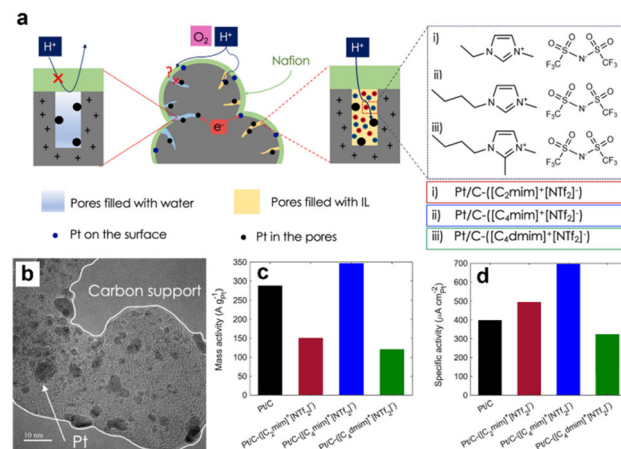 a
H⁺
O₂
H⁺
Nafion
?
e⁻
H⁺
Pores filled with water
Pores filled with IL
Pt on the surface
Pt in the pores
i)
ii)
iii)
i) Pt/C-([C₂mim]⁺[NTf₂]⁻)
ii) Pt/C-([C₄mim]⁺[NTf₂]⁻)
iii) Pt/C-([C₄dmim]⁺[NTf₂]⁻)
b
Carbon support
Pt
10 nm
c
Mass activity (A g⁻¹Pt)
400
350
300
250
200
150
100
50
0
Pt/C
Pt/C-([C₂mim]⁺[NTf₂]⁻)
Pt/C-([C₄mim]⁺[NTf₂]⁻)
Pt/C-([C₄dmim]⁺[NTf₂]⁻)
d
Specific activity (μA cm⁻²Pt)
700
600
500
400
300
200
100
0
Pt/C
Pt/C-([C₂mim]⁺[NTf₂]⁻)
Pt/C-([C₄mim]⁺[NTf₂]⁻)
Pt/C-([C₄dmim]⁺[NTf₂]⁻)